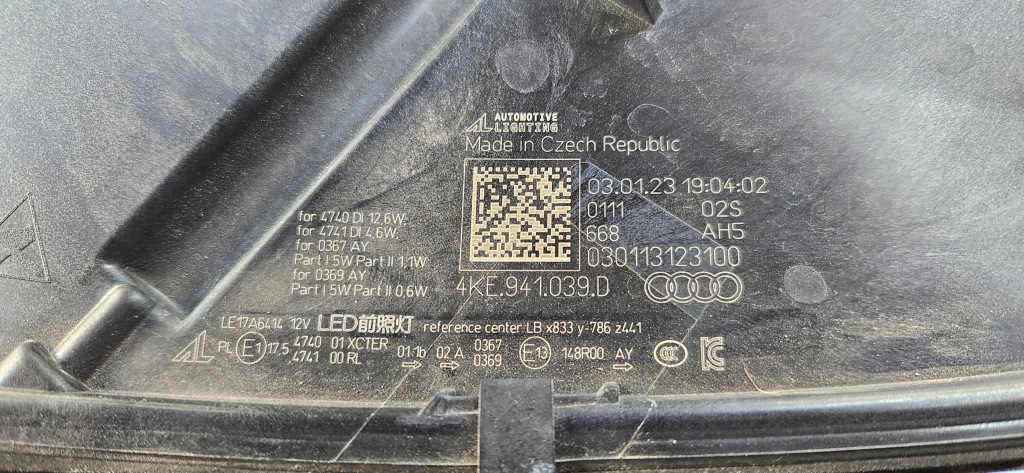 AUTOMOTIVE
LIGHTING
Made in Czech Republic
03.01.23 19:04:02
0111 02S
668 AH5
030113123100
4KE.941.039.D
for 4740 DI 12,6W
for 4741 DI 4,6W
for 0367 AY
Part I 5W Part II 1,1W
for 0369 AY
Part I 5W Part II 0,6W
LE17A6414 12V LED前照灯 reference center LB x833 y-786 z441
AL PL E1 17.5 4740 01 XCTER 01 1b 02 A 0367 E13 148R00 AY CCC KC
4741 00 RL 0369